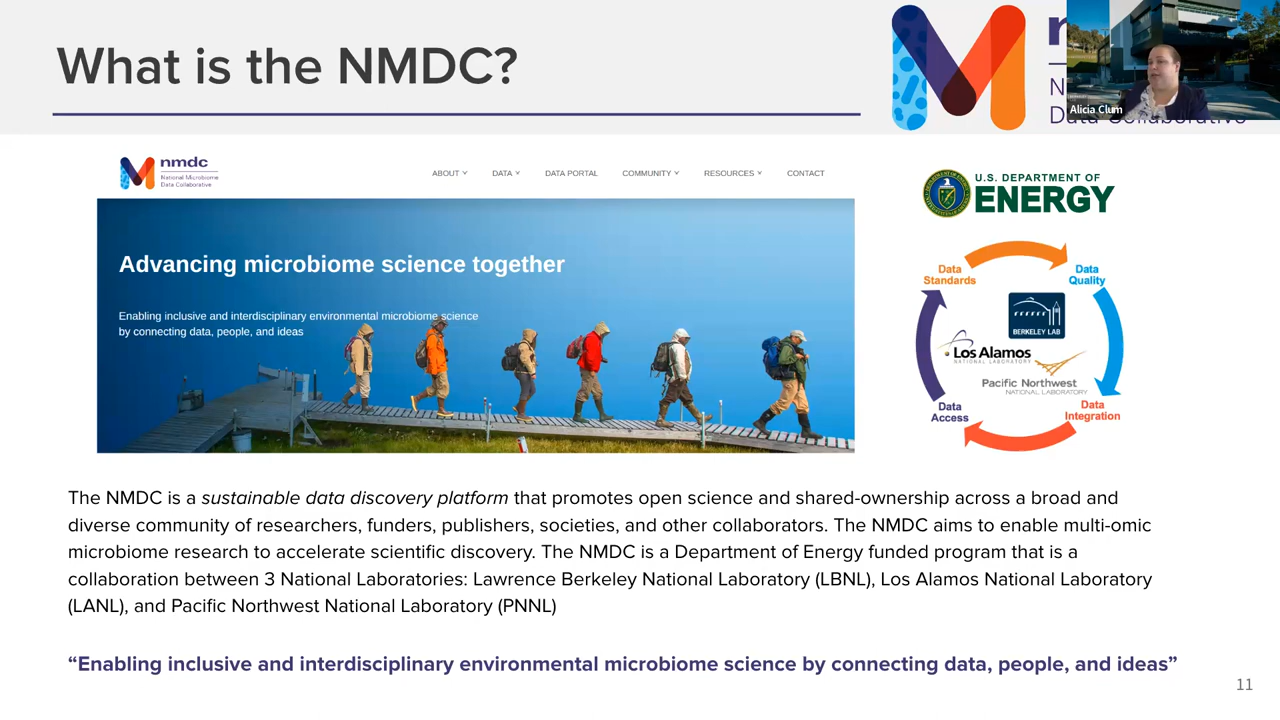 What is the NMDC?
Alicia Clum
nmdc
National Microbiome
Data Collaborative
ABOUT
DATA
DATA PORTAL
COMMUNITY
RESOURCES
CONTACT
Advancing microbiome science together
Enabling inclusive and interdisciplinary environmental microbiome science
by connecting data, people, and ideas
U.S. DEPARTMENT OF
ENERGY
Data
Standards
Data
Quality
BERKELEY LAB
Los Alamos
NATIONAL LABORATORY
Pacific Northwest
NATIONAL LABORATORY
Data
Access
Data
Integration
The NMDC is a sustainable data discovery platform that promotes open science and shared-ownership across a broad and
diverse community of researchers, funders, publishers, societies, and other collaborators. The NMDC aims to enable multi-omic
microbiome research to accelerate scientific discovery. The NMDC is a Department of Energy funded program that is a
collaboration between 3 National Laboratories: Lawrence Berkeley National Laboratory (LBNL), Los Alamos National Laboratory
(LANL), and Pacific Northwest National Laboratory (PNNL)
“Enabling inclusive and interdisciplinary environmental microbiome science by connecting data, people, and ideas”
11